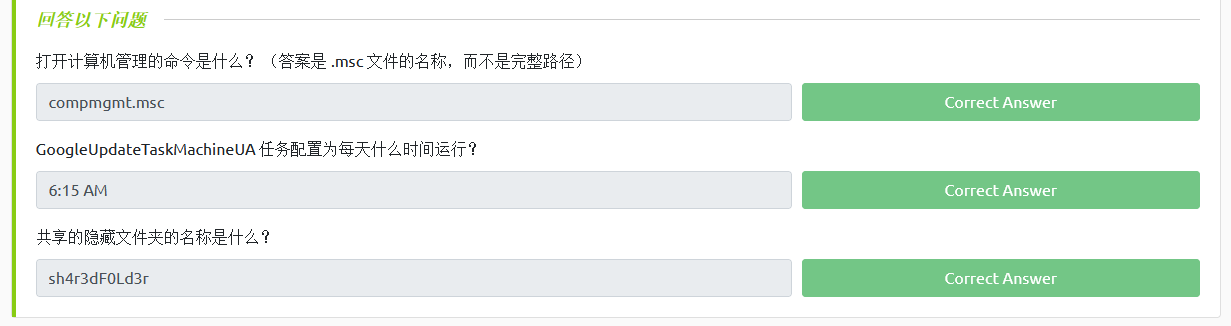 回答以下问题
打开计算机管理的命令是什么？（答案是 .msc 文件的名称，而不是完整路径）
compmgmt.msc
Correct Answer
GoogleUpdateTaskMachineUA 任务配置为每天什么时间运行？
6:15 AM
Correct Answer
共享的隐藏文件夹的名称是什么？
sh4r3dF0Ld3r
Correct Answer